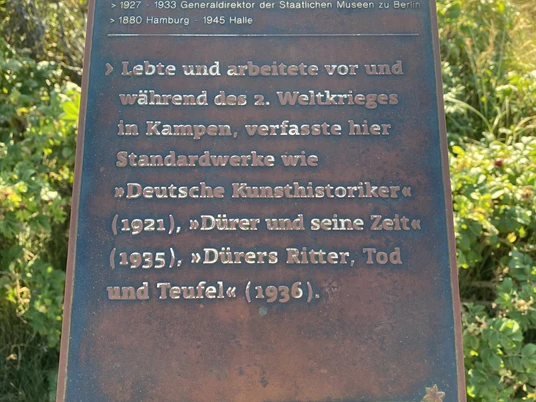 > 1927 - 1933 Generaldirektor der Staatlichen Museen zu Berlin
> 1880 Hamburg - 1945 Halle
› Lebte und arbeitete vor und
während des 2. Weltkrieges
in Kampen, verfasste hier
Standardwerke wie
»Deutsche Kunsthistoriker«
(1921), »Dürer und seine Zeit«
(1935), »Dürers Ritter, Tod
und Teufel« (1936).